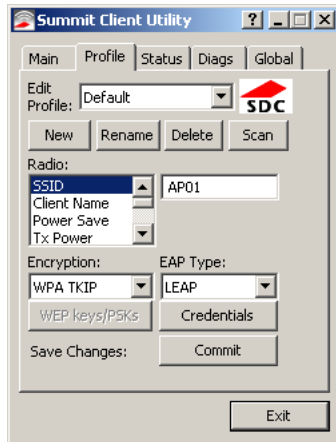 Summit Client Utility
Main Profile Status Diags Global
Edit
Profile: Default
SDC
New Rename Delete Scan
Radio:
SSID AP01
Client Name
Power Save
Tx Power
Encryption: EAP Type:
WPA TKIP LEAP
WEP keys/PSKs Credentials
Save Changes: Commit
Exit